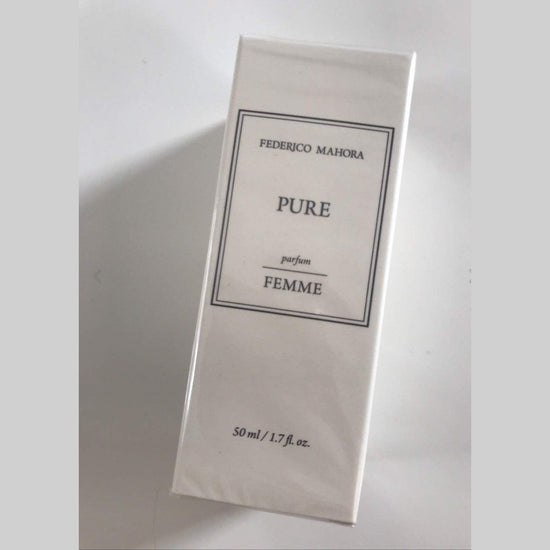 FEDERICO MAHORA
PURE
parfum
FEMME
50 ml / 1.7 fl. oz.